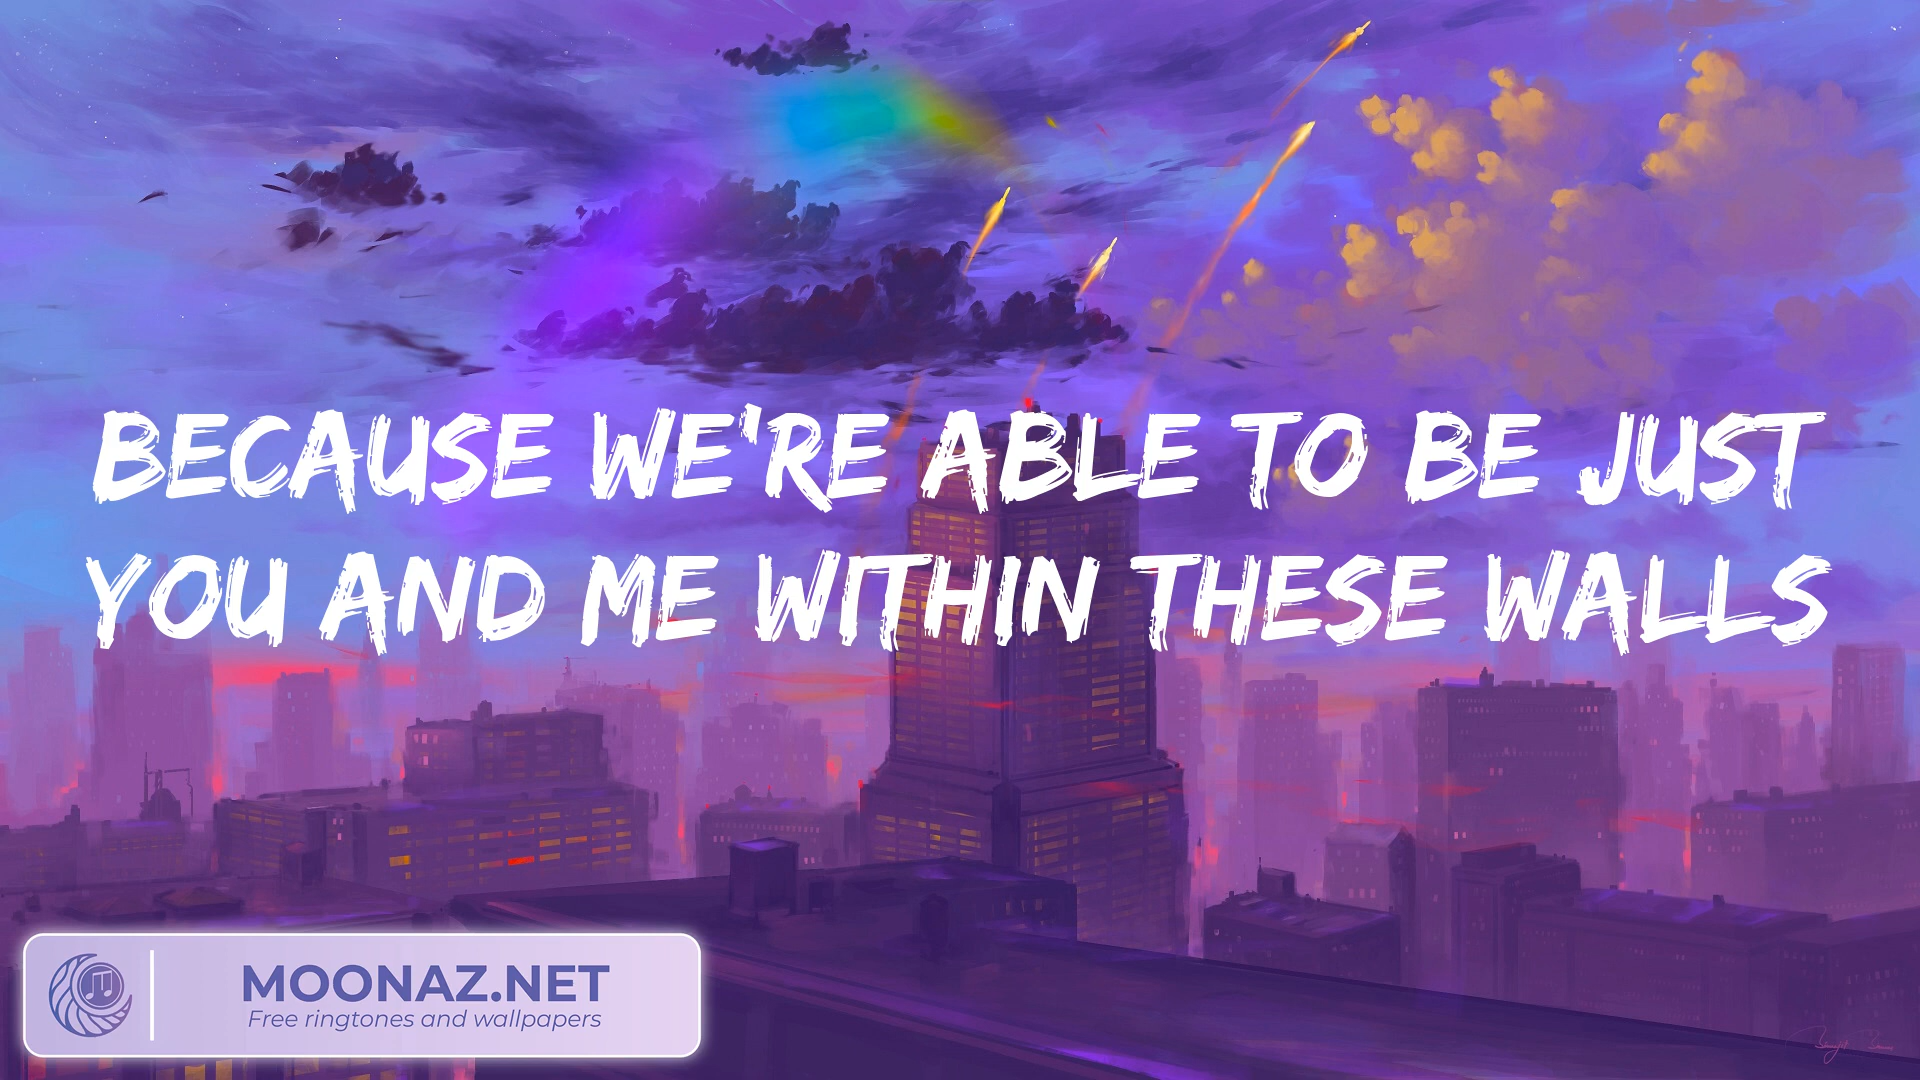 BECAUSE WE'RE ABLE TO BE JUST
YOU AND ME WITHIN THESE WALLS
MOONAZ.NET
Free ringtones and wallpapers